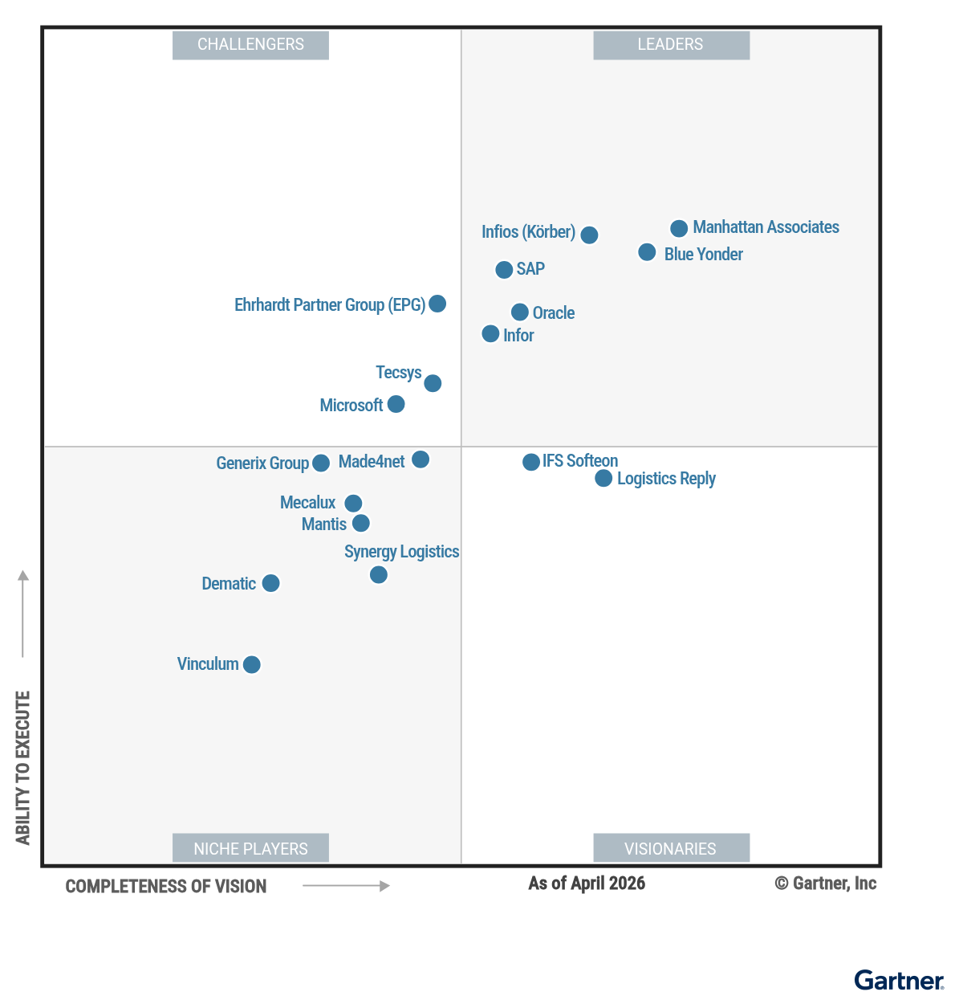 CHALLENGERS
LEADERS
Infios (Körber)
Manhattan Associates
Blue Yonder
SAP
Ehrhardt Partner Group (EPG)
Oracle
Infor
Tecsys
Microsoft
Generix Group
Made4net
IFS Softeon
Logistics Reply
Mecalux
Mantis
Synergy Logistics
Dematic
Vinculum
ABILITY TO EXECUTE
NICHE PLAYERS
VISIONARIES
COMPLETENESS OF VISION
As of April 2026
© Gartner, Inc
Gartner®